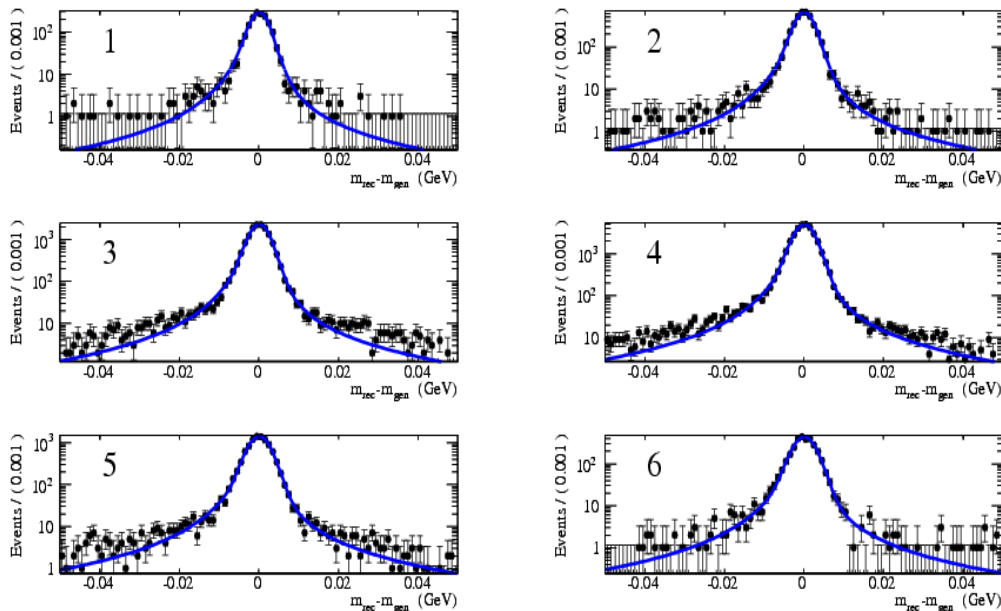 Events / ( 0.001 )
10²
10
1
1
-0.04 -0.02 0 0.02 0.04
m_rec-m_gen (GeV)
Events / ( 0.001 )
10²
10
1
2
-0.04 -0.02 0 0.02 0.04
m_rec-m_gen (GeV)
Events / ( 0.001 )
10³
10²
10
3
-0.04 -0.02 0 0.02 0.04
m_rec-m_gen (GeV)
Events / ( 0.001 )
10³
10²
10
4
-0.04 -0.02 0 0.02 0.04
m_rec-m_gen (GeV)
Events / ( 0.001 )
10³
10²
10
1
5
-0.04 -0.02 0 0.02 0.04
m_rec-m_gen (GeV)
Events / ( 0.001 )
10²
10
1
6
-0.04 -0.02 0 0.02 0.04
m_rec-m_gen (GeV)